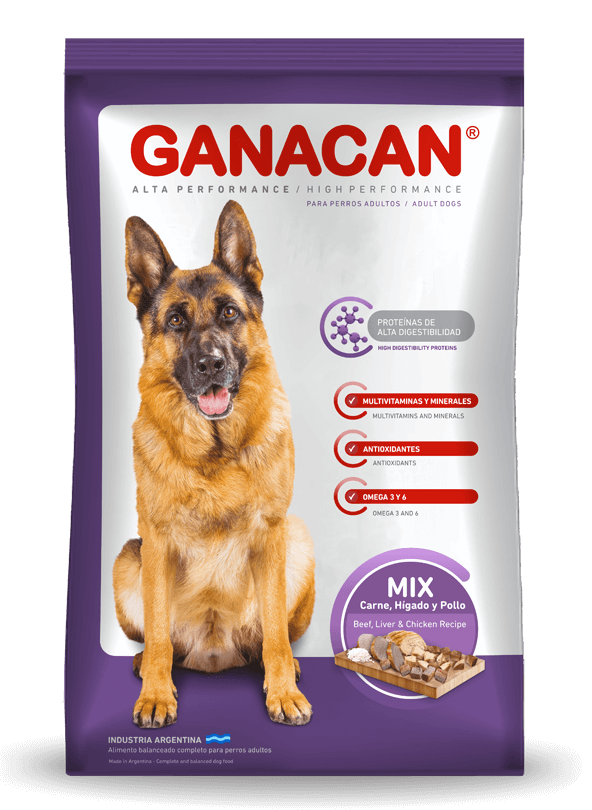 GANACAN®
ALTA PERFORMANCE / HIGH PERFORMANCE
PARA PERROS ADULTOS / ADULT DOGS
PROTEÍNAS DE
ALTA DIGESTIBILIDAD
HIGH DIGESTIBILITY PROTEINS
MULTIVITAMINAS Y MINERALES
MULTIVITAMINS AND MINERALS
ANTIOXIDANTES
ANTIOXIDANTS
OMEGA 3 Y 6
OMEGA 3 AND 6
MIX
Carne, Hígado y Pollo
Beef, Liver & Chicken Recipe
INDUSTRIA ARGENTINA
Alimento balanceado completo para perros adultos
Made in Argentina - Complete and balanced dog food